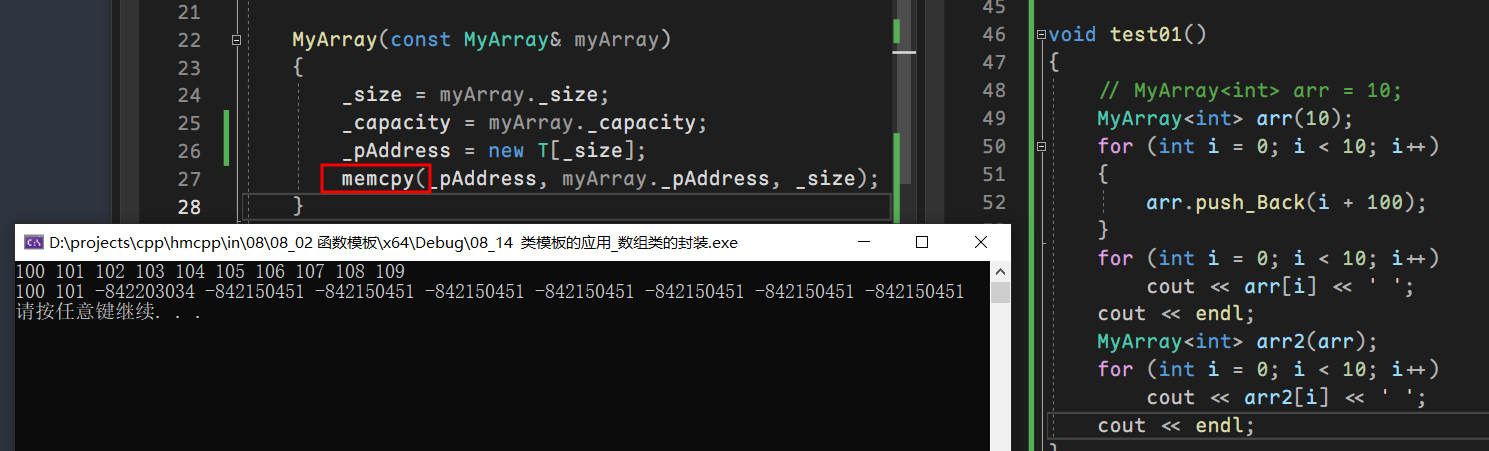 21
22 MyArray(const MyArray& myArray)
23 {
24 _size = myArray._size;
25 _capacity = myArray._capacity;
26 _pAddress = new T[_size];
27 memcpy(_pAddress, myArray._pAddress, _size);
28 }
D:\projects\cpp\hmcpp\in\08\08_02 函数模板\x64\Debug\08_14 类模板的应用_数组类的封装.exe
100 101 102 103 104 105 106 107 108 109
100 101 -842203034 -842150451 -842150451 -842150451 -842150451 -842150451 -842150451 -842150451
请按任意键继续. . .
45
46 void test01()
47 {
48 // MyArray<int> arr = 10;
49 MyArray<int> arr(10);
50 for (int i = 0; i < 10; i++)
51 {
52 arr.push_Back(i + 100);
}
for (int i = 0; i < 10; i++)
cout << arr[i] << ' ';
cout << endl;
MyArray<int> arr2(arr);
for (int i = 0; i < 10; i++)
cout << arr2[i] << ' ';
cout << endl;